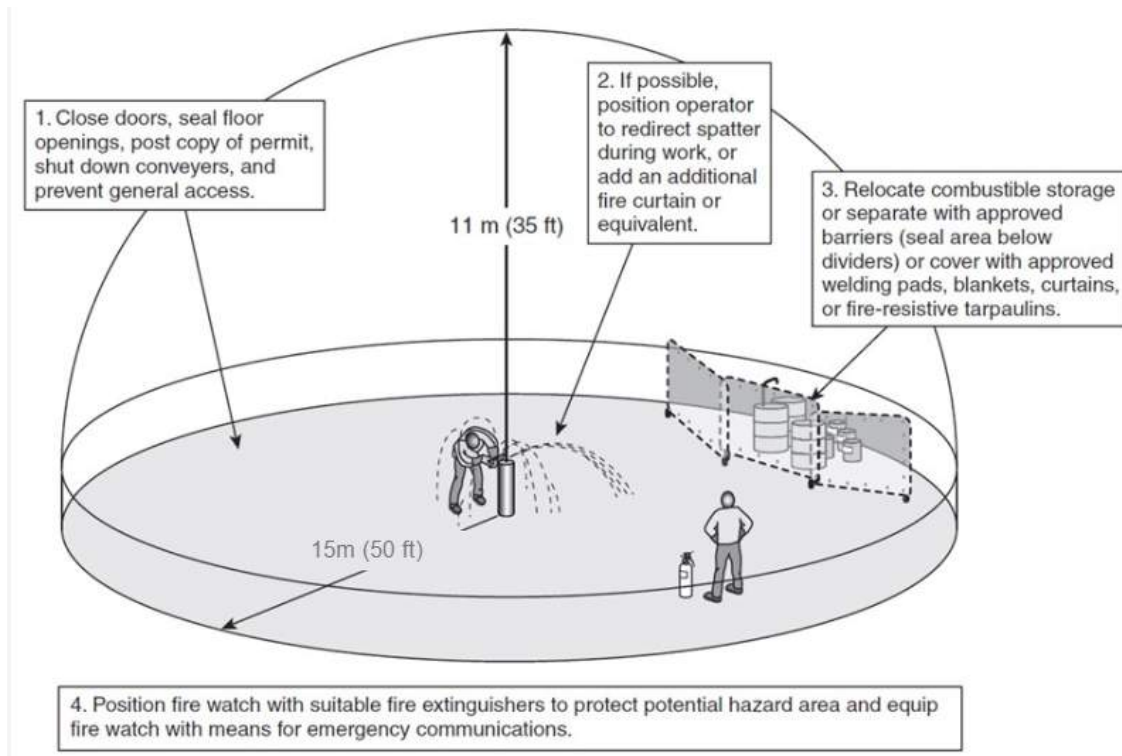 1. Close doors, seal floor
openings, post copy of permit,
shut down conveyers, and
prevent general access.
2. If possible,
position operator
to redirect spatter
during work, or
add an additional
fire curtain or
equivalent.
3. Relocate combustible storage
or separate with approved
barriers (seal area below
dividers) or cover with approved
welding pads, blankets, curtains,
or fire-resistive tarpaulins.
11 m (35 ft)
15m (50 ft)
4. Position fire watch with suitable fire extinguishers to protect potential hazard area and equip
fire watch with means for emergency communications.